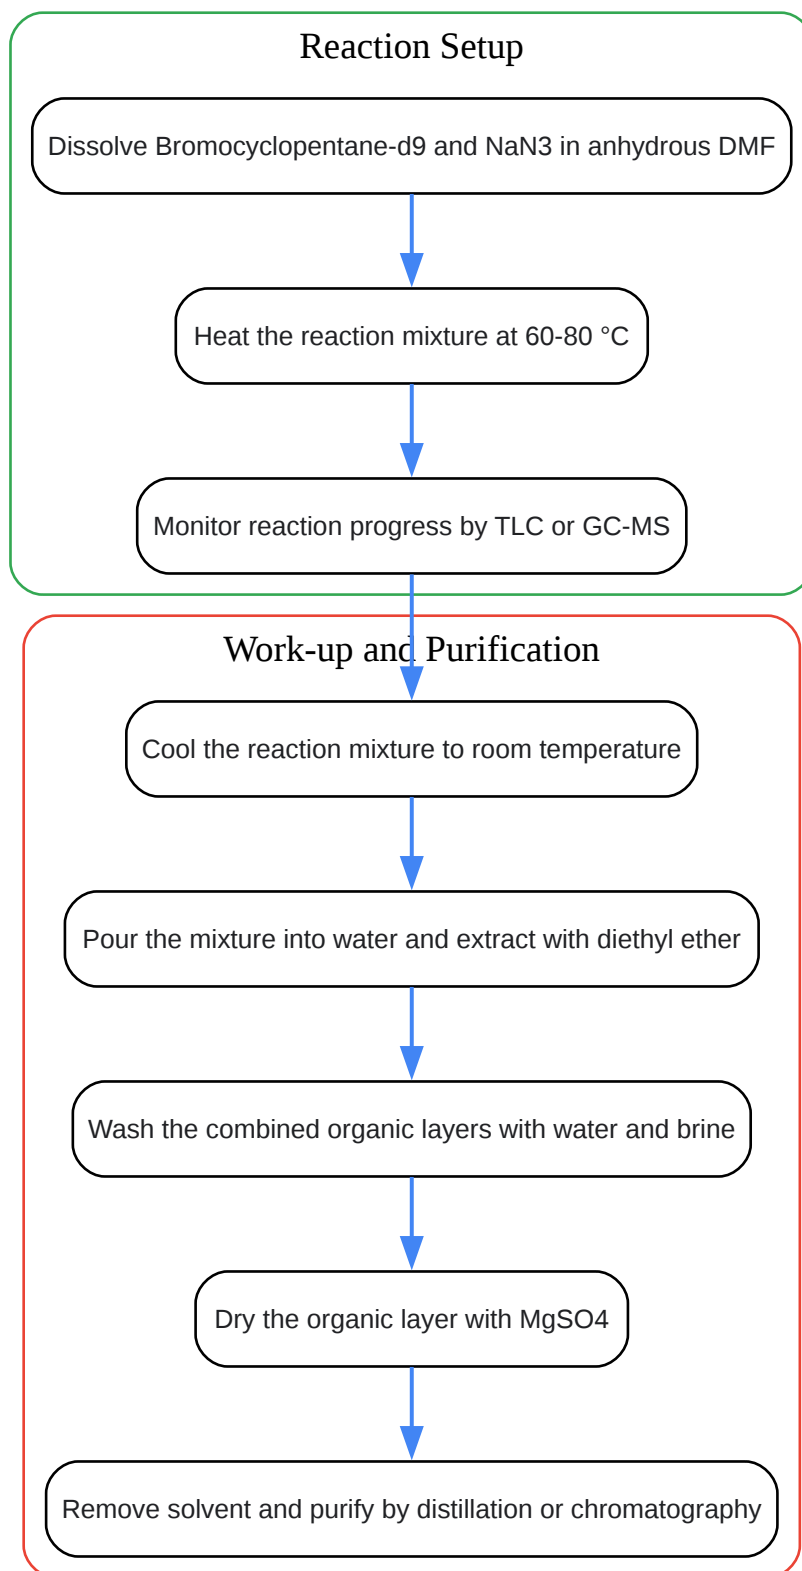 Reaction Setup
Dissolve Bromocyclopentane-d9 and NaN3 in anhydrous DMF
Heat the reaction mixture at 60-80 °C
Monitor reaction progress by TLC or GC-MS
Work-up and Purification
Cool the reaction mixture to room temperature
Pour the mixture into water and extract with diethyl ether
Wash the combined organic layers with water and brine
Dry the organic layer with MgSO4
Remove solvent and purify by distillation or chromatography